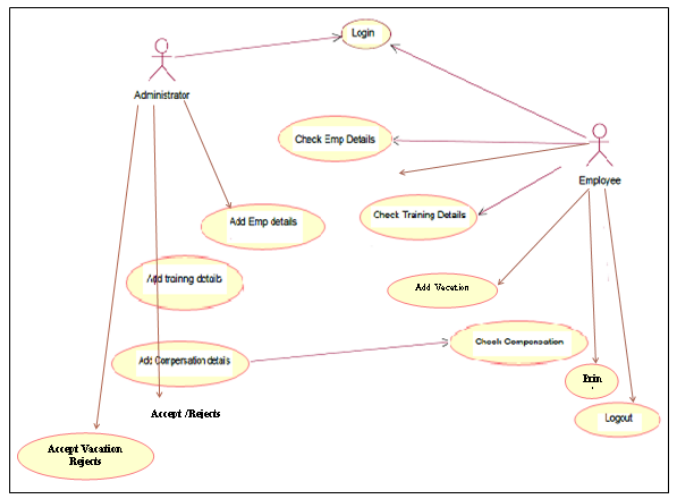 Login
Administrator
Check Emp Details
Employee
Add Emp details
Check Training Details
Add training details
Add Vacation
Check Compensation
Add Compensation details
Prin
Accept /Rejects
Logout
Accept Vacation
Rejects